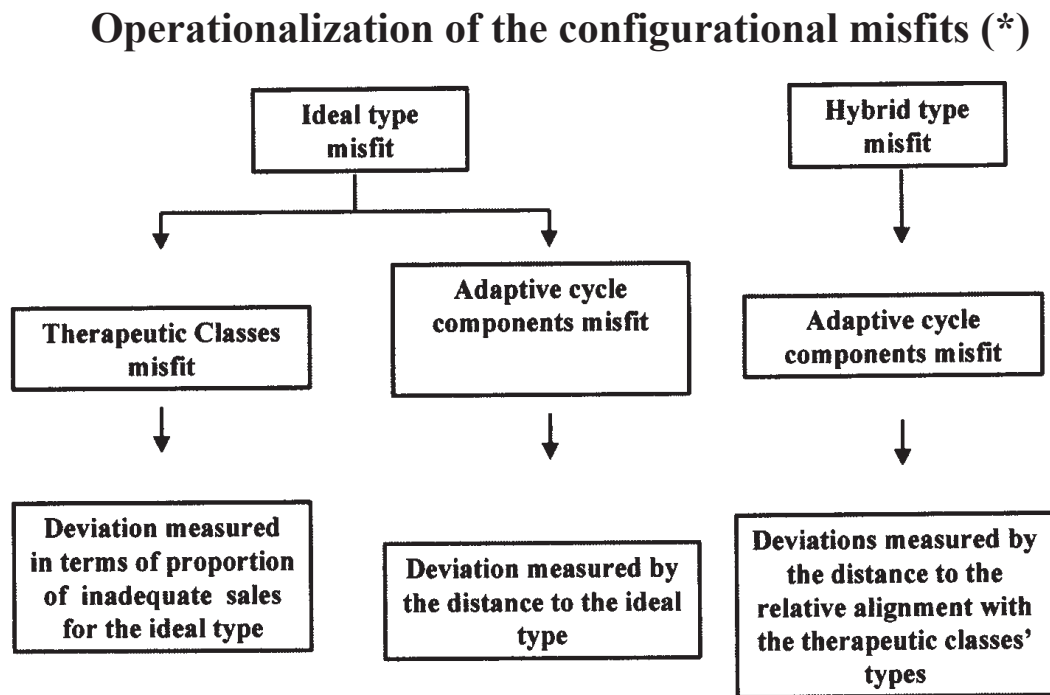 Operationalization of the configurational misfits (*)
Ideal type
misfit
Hybrid type
misfit
Therapeutic Classes
misfit
Adaptive cycle
components misfit
Adaptive cycle
components misfit
Deviation measured
in terms of proportion
of inadequate sales
for the ideal type
Deviation measured by
the distance to the ideal
type
Deviations measured by
the distance to the
relative alignment with
the therapeutic classes’
types